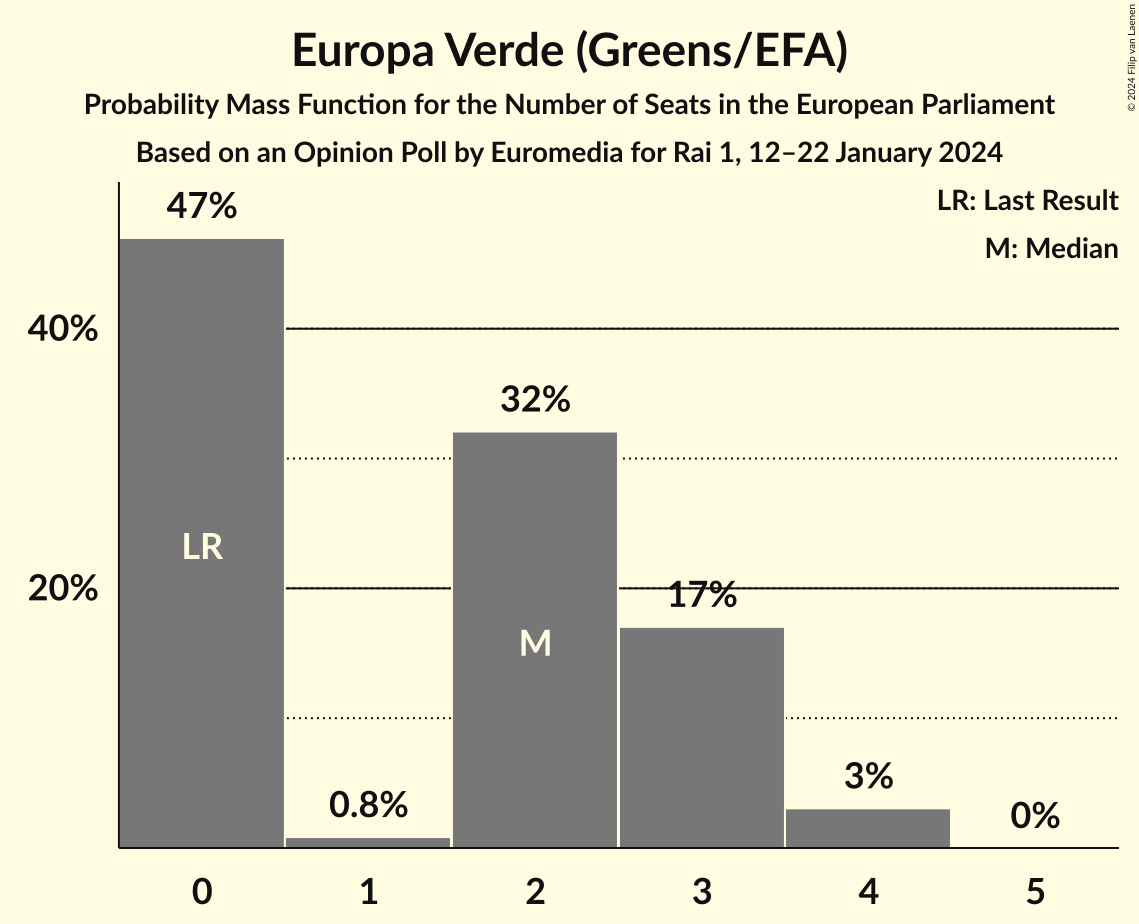 Europa Verde (Greens/EFA)
Probability Mass Function for the Number of Seats in the European Parliament
Based on an Opinion Poll by Euromedia for Rai 1, 12–22 January 2024
© 2024 Filip van Laenen
LR: Last Result
M: Median
47%
40%
32%
LR
20%
17%
M
3%
0.8%
0%
0 1 2 3 4 5